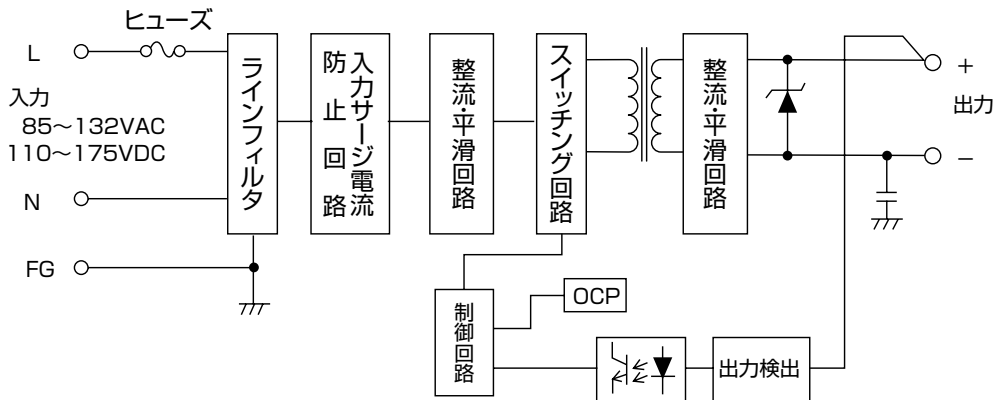 ヒューズ
L
入力
85～132VAC
110～175VDC
N
FG
ラインフィルタ
入力サージ電流
防止回路
整流・平滑回路
スイッチング回路
整流・平滑回路
+
出力
−
制御回路
OCP
出力検出